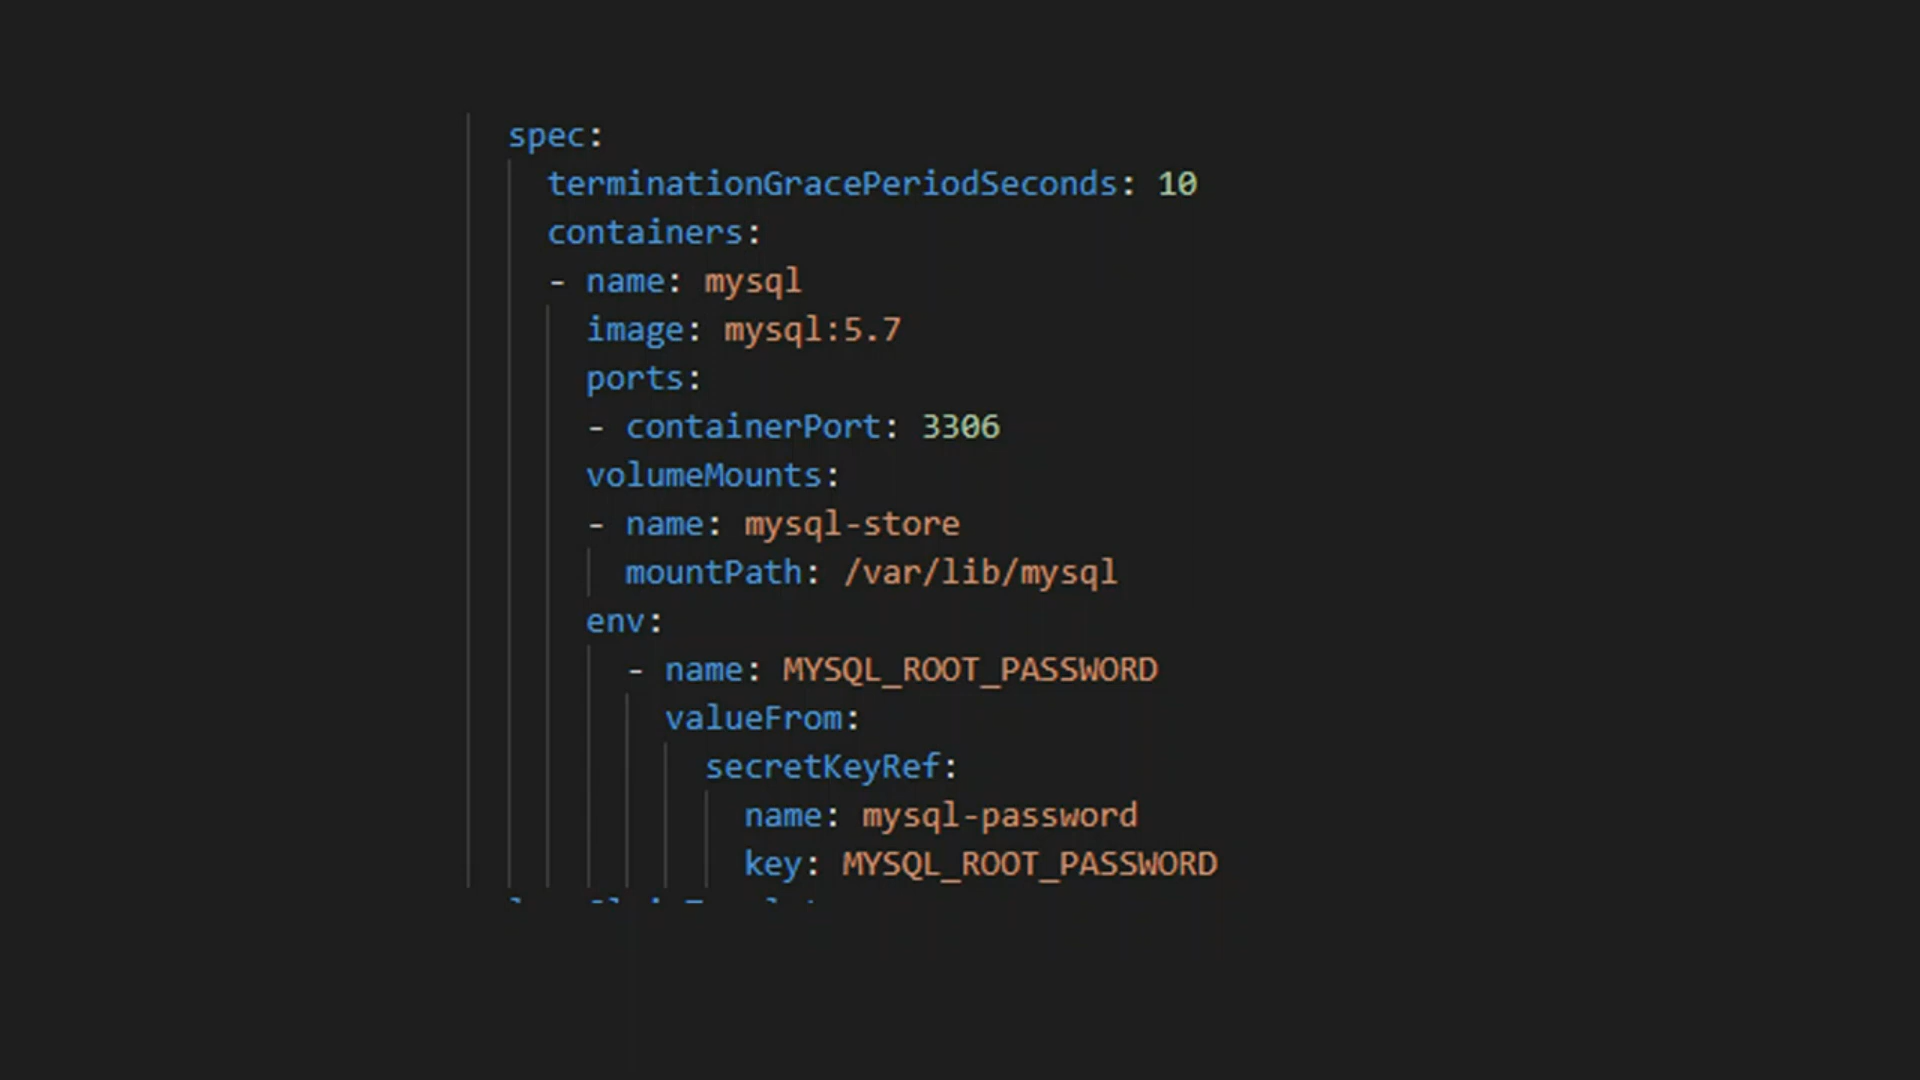 spec:
terminationGracePeriodSeconds: 10
containers:
- name: mysql
image: mysql:5.7
ports:
- containerPort: 3306
volumeMounts:
- name: mysql-store
mountPath: /var/lib/mysql
env:
- name: MYSQL_ROOT_PASSWORD
valueFrom:
secretKeyRef:
name: mysql-password
key: MYSQL_ROOT_PASSWORD